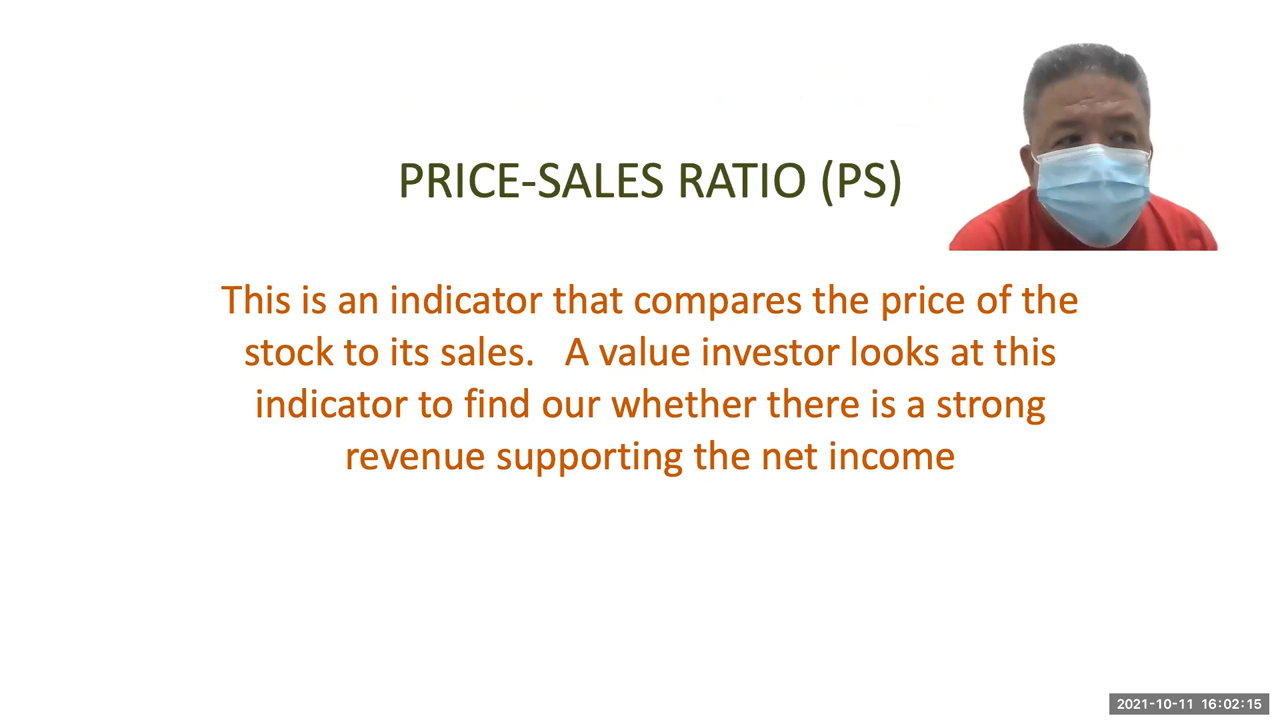 PRICE-SALES RATIO (PS)
This is an indicator that compares the price of the
stock to its sales.   A value investor looks at this
indicator to find our whether there is a strong
revenue supporting the net income
2021-10-11 16:02:15